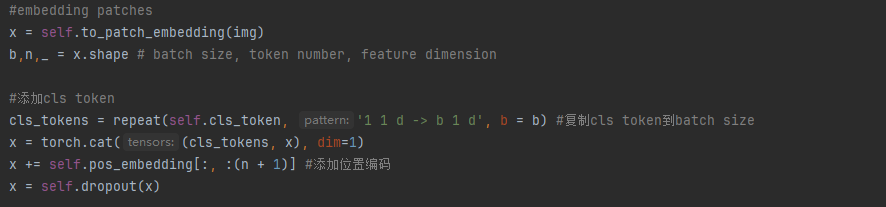 #embedding patches
x = self.to_patch_embedding(img)
b,n,_ = x.shape # batch size, token number, feature dimension
#添加cls token
cls_tokens = repeat(self.cls_token, pattern: '1 1 d -> b 1 d', b = b) #复制cls token到batch size
x = torch.cat( tensors: (cls_tokens, x), dim=1)
x += self.pos_embedding[:, :(n + 1)] #添加位置编码
x = self.dropout(x)